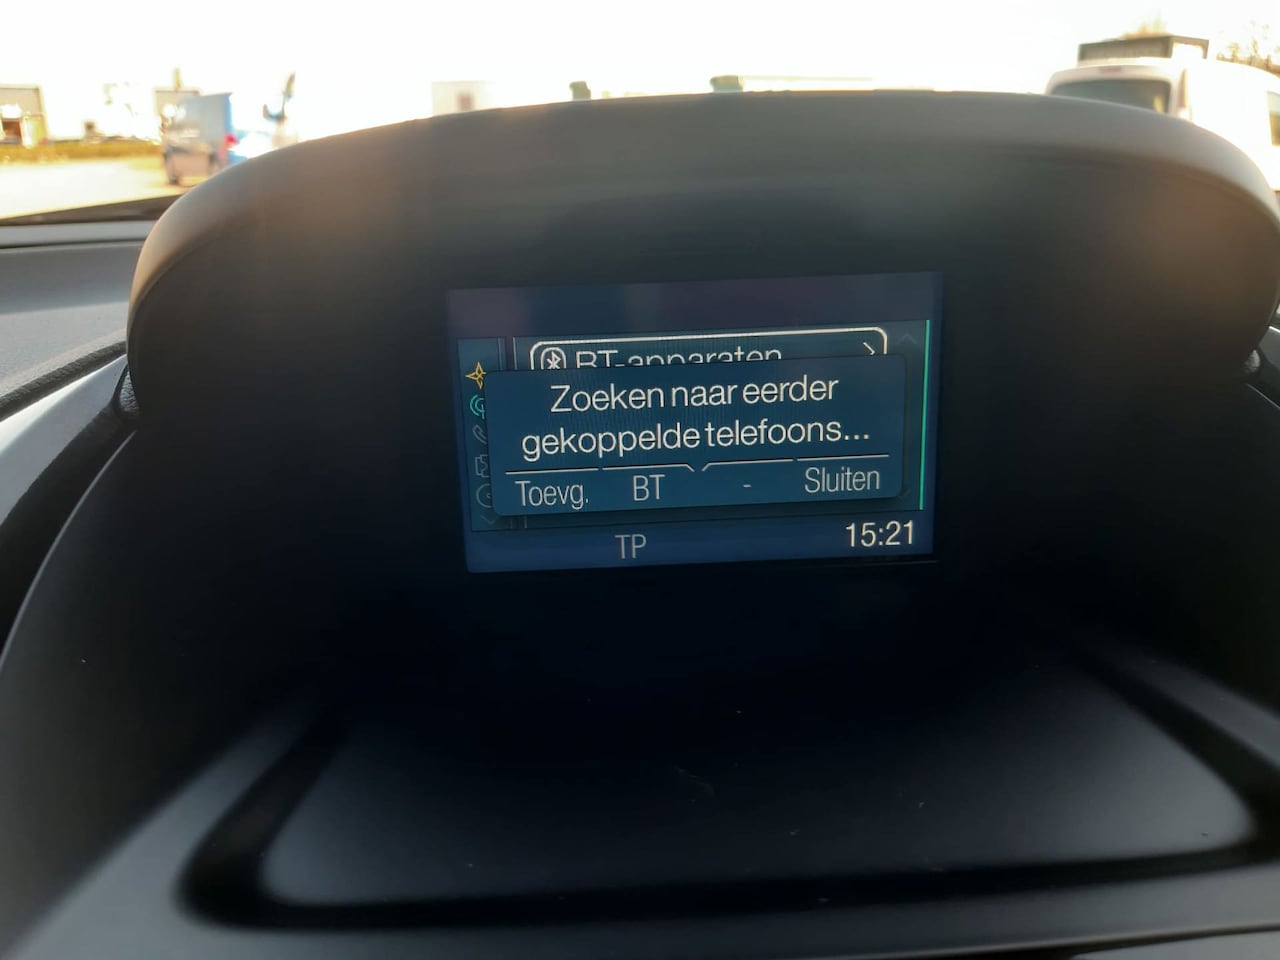 BT-apparaten
Zoeken naar eerder
gekoppelde telefoons...
Toevg. BT - Sluiten
TP 15:21